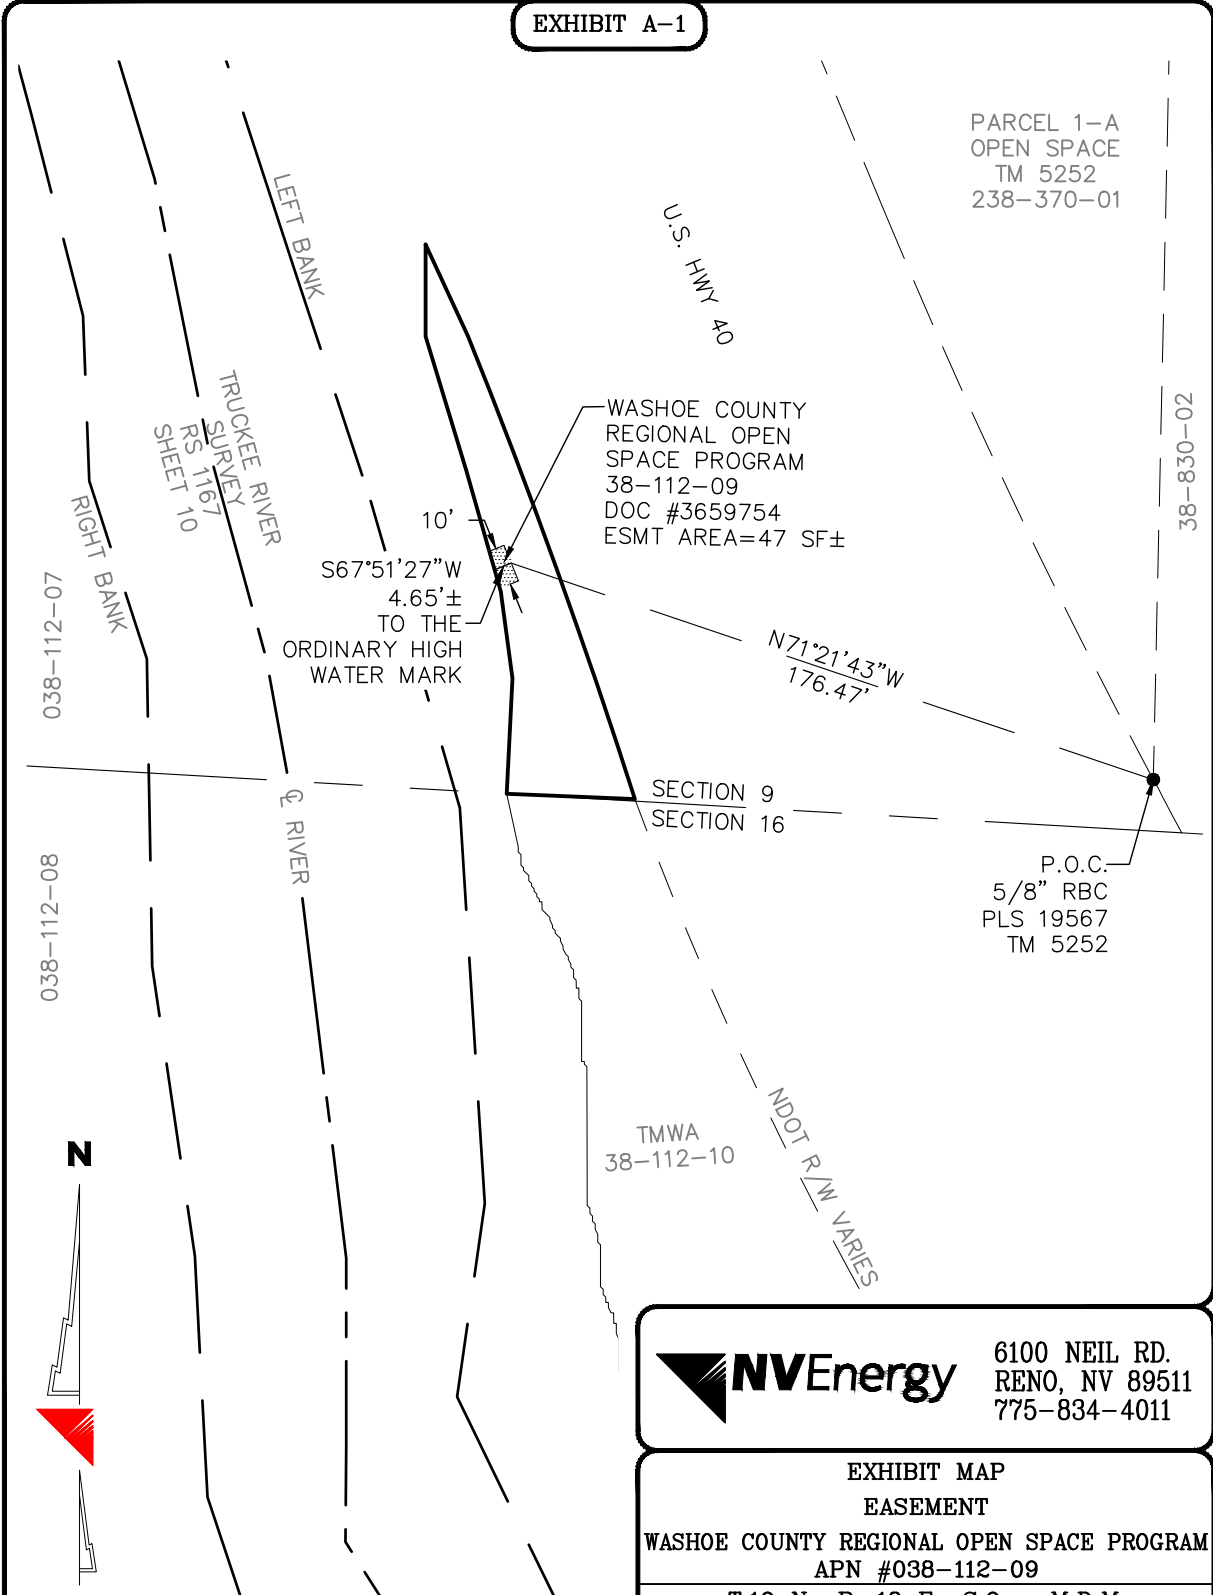 EXHIBIT A-1
PARCEL 1-A
OPEN SPACE
TM 5252
238-370-01
LEFT BANK
U.S. HWY 40
TRUCKEE RIVER
SURVEY
RS 1167
SHEET 10
WASHOE COUNTY
REGIONAL OPEN
SPACE PROGRAM
38-112-09
DOC #3659754
ESMT AREA=47 SF±
38-830-02
RIGHT BANK
10'
S67°51'27"W
4.65'±
TO THE
ORDINARY HIGH
WATER MARK
038-112-07
N71°21'43"W
176.47'
SECTION 9
SECTION 16
℄ RIVER
038-112-08
P.O.C.
5/8" RBC
PLS 19567
TM 5252
TMWA
38-112-10
NDOT R/W VARIES
N
NVEnergy
6100 NEIL RD.
RENO, NV 89511
775-834-4011
EXHIBIT MAP
EASEMENT
WASHOE COUNTY REGIONAL OPEN SPACE PROGRAM
APN #038-112-09